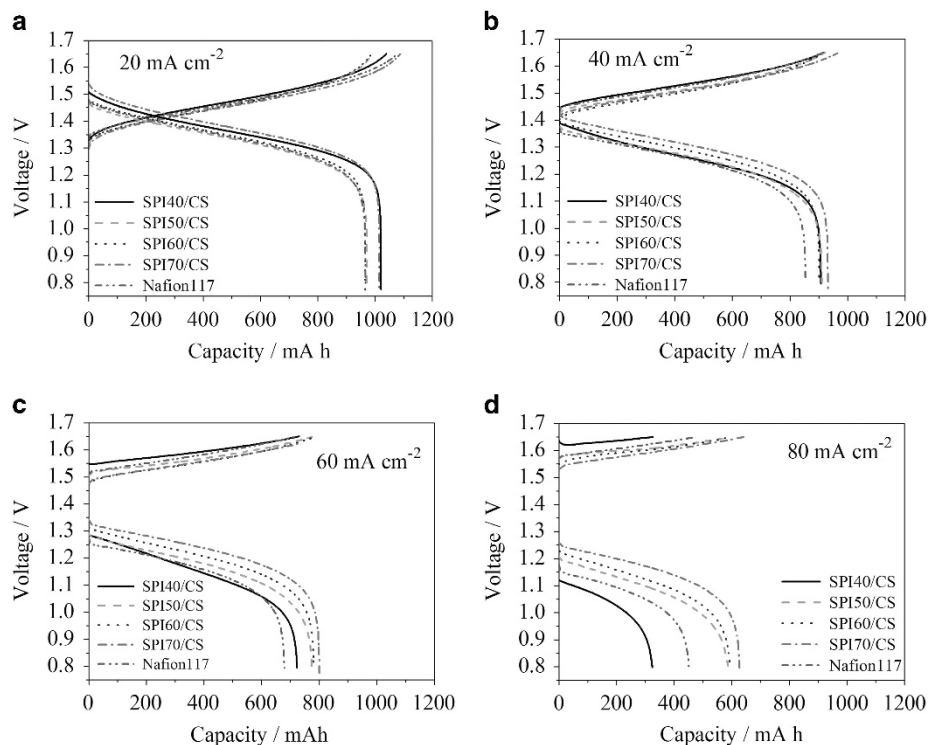 a
20 mA cm-2
Voltage / V
1.7
1.6
1.5
1.4
1.3
1.2
1.1
1.0
0.9
0.8
SPI40/CS
SPI50/CS
SPI60/CS
SPI70/CS
Nafion117
0 200 400 600 800 1000 1200
Capacity / mA h
b
40 mA cm-2
Voltage / V
1.7
1.6
1.5
1.4
1.3
1.2
1.1
1.0
0.9
0.8
SPI40/CS
SPI50/CS
SPI60/CS
SPI70/CS
Nafion117
0 200 400 600 800 1000 1200
Capacity / mA h
c
60 mA cm-2
Voltage / V
1.7
1.6
1.5
1.4
1.3
1.2
1.1
1.0
0.9
0.8
SPI40/CS
SPI50/CS
SPI60/CS
SPI70/CS
Nafion117
0 200 400 600 800 1000 1200
Capacity / mAh
d
80 mA cm-2
Voltage / V
1.7
1.6
1.5
1.4
1.3
1.2
1.1
1.0
0.9
0.8
SPI40/CS
SPI50/CS
SPI60/CS
SPI70/CS
Nafion117
0 200 400 600 800 1000 1200
Capacity / mA h